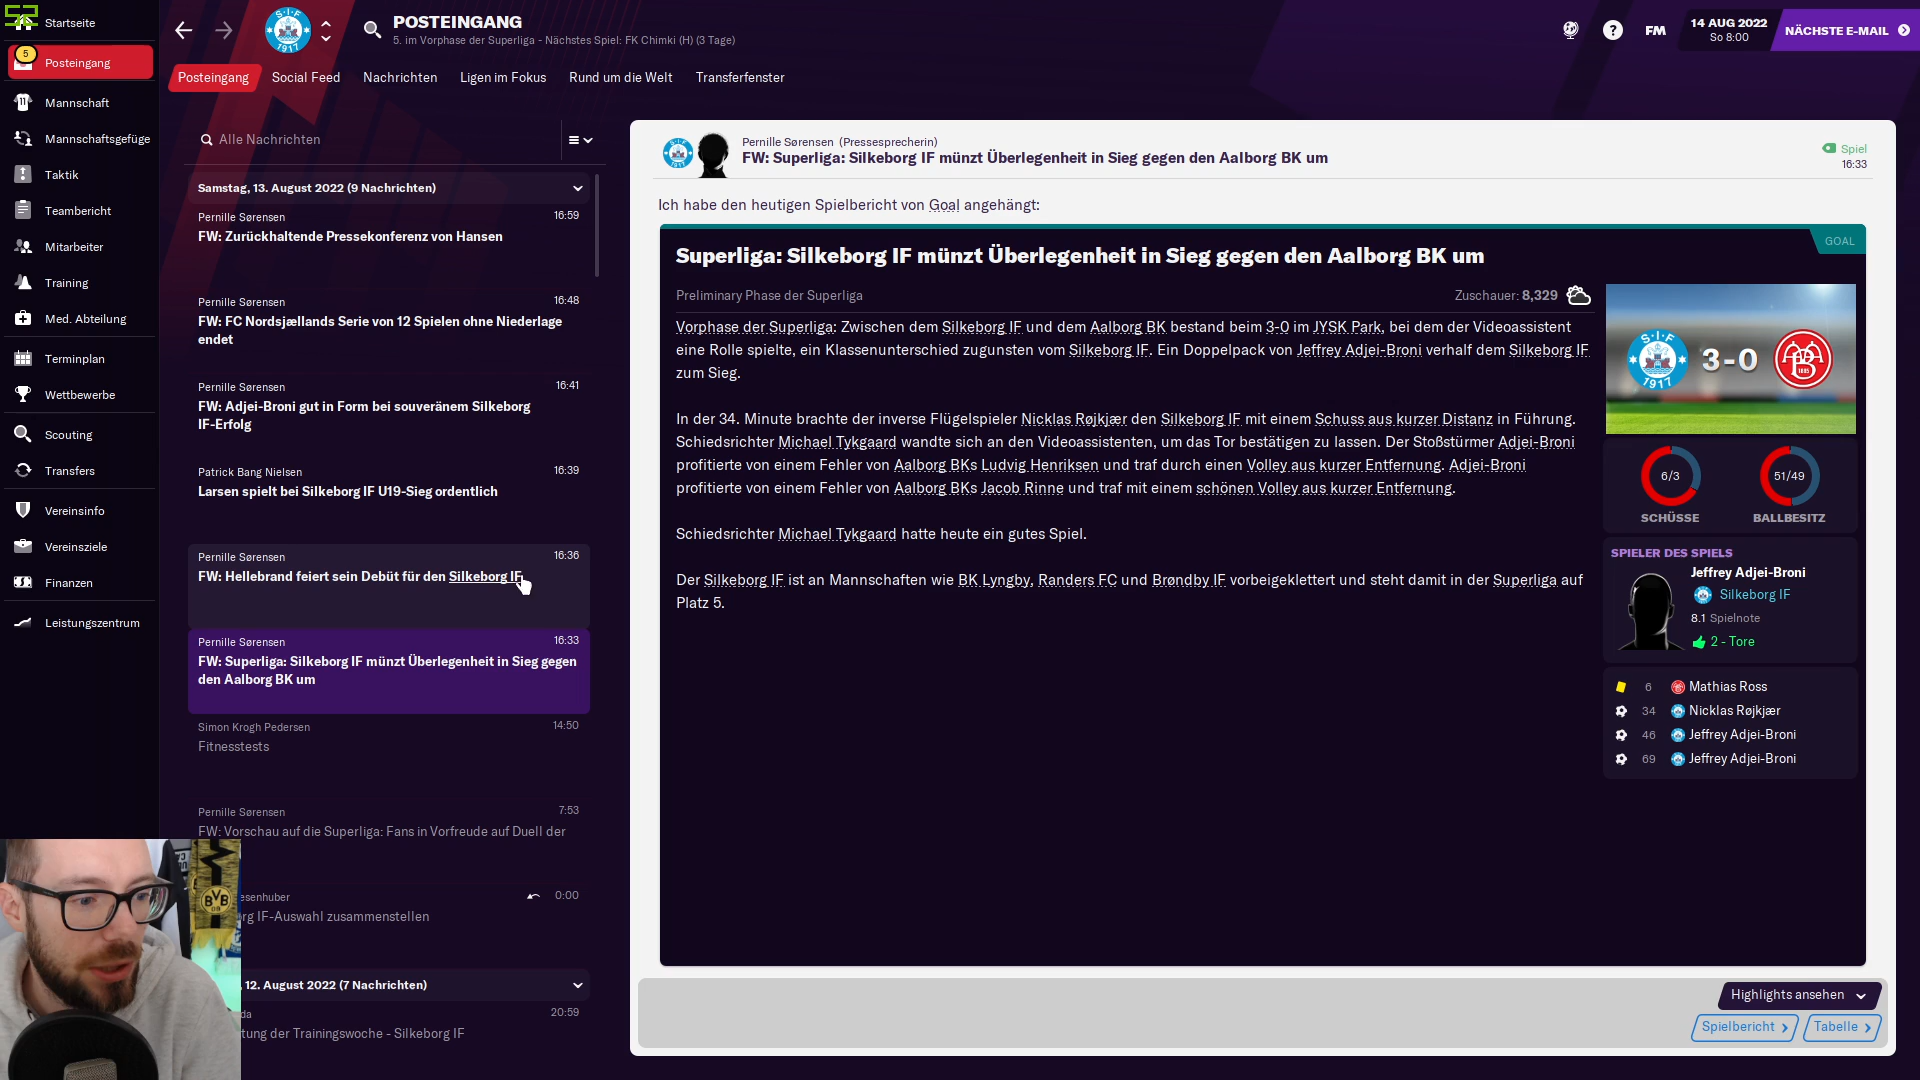 Startseite
5
Posteingang
Mannschaft
Mannschaftsgefüge
Taktik
Teambericht
Mitarbeiter
Training
Med. Abteilung
Terminplan
Wettbewerbe
Scouting
Transfers
Vereinsinfo
Vereinsziele
Finanzen
Leistungszentrum
POSTEINGANG
5. im Vorphase der Superliga - Nächstes Spiel: FK Chimki (H) (3 Tage)
FM
14 AUG 2022
So 8:00
NÄCHSTE E-MAIL
Posteingang Social Feed Nachrichten Ligen im Fokus Rund um die Welt Transferfenster
Alle Nachrichten
Samstag, 13. August 2022 (9 Nachrichten)
Pernille Sørensen 16:59
FW: Zurückhaltende Pressekonferenz von Hansen
Pernille Sørensen 16:48
FW: FC Nordsjællands Serie von 12 Spielen ohne Niederlage
endet
Pernille Sørensen 16:41
FW: Adjei-Broni gut in Form bei souveränem Silkeborg
IF-Erfolg
Patrick Bang Nielsen 16:39
Larsen spielt bei Silkeborg IF U19-Sieg ordentlich
Pernille Sørensen 16:36
FW: Hellebrand feiert sein Debüt für den Silkeborg IF
Pernille Sørensen 16:33
FW: Superliga: Silkeborg IF münzt Überlegenheit in Sieg gegen
den Aalborg BK um
Simon Krogh Pedersen 14:50
Fitnesstests
Pernille Sørensen 7:53
FW: Vorschau auf die Superliga: Fans in Vorfreude auf Duell der
esenhuber 0:00
rg IF-Auswahl zusammenstellen
, 12. August 2022 (7 Nachrichten)
da 20:59
tung der Trainingswoche - Silkeborg IF
Pernille Sørensen (Pressesprecherin)
FW: Superliga: Silkeborg IF münzt Überlegenheit in Sieg gegen den Aalborg BK um
Spiel
16:33
Ich habe den heutigen Spielbericht von Goal angehängt:
GOAL
Superliga: Silkeborg IF münzt Überlegenheit in Sieg gegen den Aalborg BK um
Preliminary Phase der Superliga
Zuschauer: 8,329
Vorphase der Superliga: Zwischen dem Silkeborg IF und dem Aalborg BK bestand beim 3-0 im JYSK Park, bei dem der Videoassistent
eine Rolle spielte, ein Klassenunterschied zugunsten vom Silkeborg IF. Ein Doppelpack von Jeffrey Adjei-Broni verhalf dem Silkeborg IF
zum Sieg.
In der 34. Minute brachte der inverse Flügelspieler Nicklas Røjkjær den Silkeborg IF mit einem Schuss aus kurzer Distanz in Führung.
Schiedsrichter Michael Tykgaard wandte sich an den Videoassistenten, um das Tor bestätigen zu lassen. Der Stoßstürmer Adjei-Broni
profitierte von einem Fehler von Aalborg BKs Ludvig Henriksen und traf durch einen Volley aus kurzer Entfernung. Adjei-Broni
profitierte von einem Fehler von Aalborg BKs Jacob Rinne und traf mit einem schönen Volley aus kurzer Entfernung.
Schiedsrichter Michael Tykgaard hatte heute ein gutes Spiel.
Der Silkeborg IF ist an Mannschaften wie BK Lyngby, Randers FC und Brøndby IF vorbeigeklettert und steht damit in der Superliga auf
Platz 5.
3-0
6/3
SCHÜSSE
51/49
BALLBESITZ
SPIELER DES SPIELS
Jeffrey Adjei-Broni
Silkeborg IF
8.1 Spielnote
2 - Tore
6 Mathias Ross
34 Nicklas Røjkjær
46 Jeffrey Adjei-Broni
69 Jeffrey Adjei-Broni
Highlights ansehen
Spielbericht
Tabelle
S.I.F
1917
BVB
09